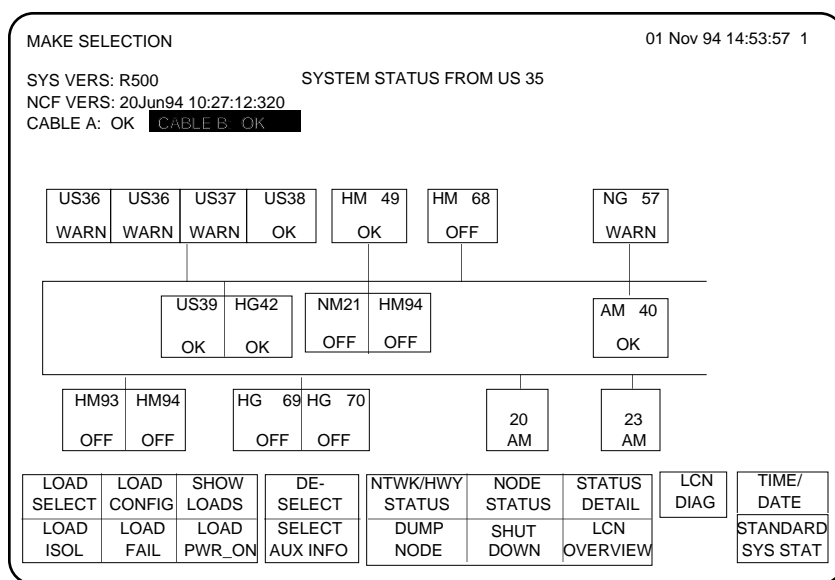 MAKE SELECTION 01 Nov 94 14:53:57 1
SYS VERS: R500 SYSTEM STATUS FROM US 35
NCF VERS: 20Jun94 10:27:12:320
CABLE A: OK CABLE B: OK
US36 US36 US37 US38 HM 49 HM 68 NG 57
WARN WARN WARN OK OK OFF WARN
US39 HG42 NM21 HM94 AM 40
OK OK OFF OFF OK
HM93 HM94 HG 69 HG 70 20 23
OFF OFF OFF OFF AM AM
LOAD LOAD SHOW DE- NTWK/HWY NODE STATUS LCN TIME/
SELECT CONFIG LOADS SELECT STATUS STATUS DETAIL DIAG DATE
LOAD LOAD LOAD SELECT DUMP SHUT LCN STANDARD
ISOL FAIL PWR_ON AUX INFO NODE DOWN OVERVIEW SYS STAT